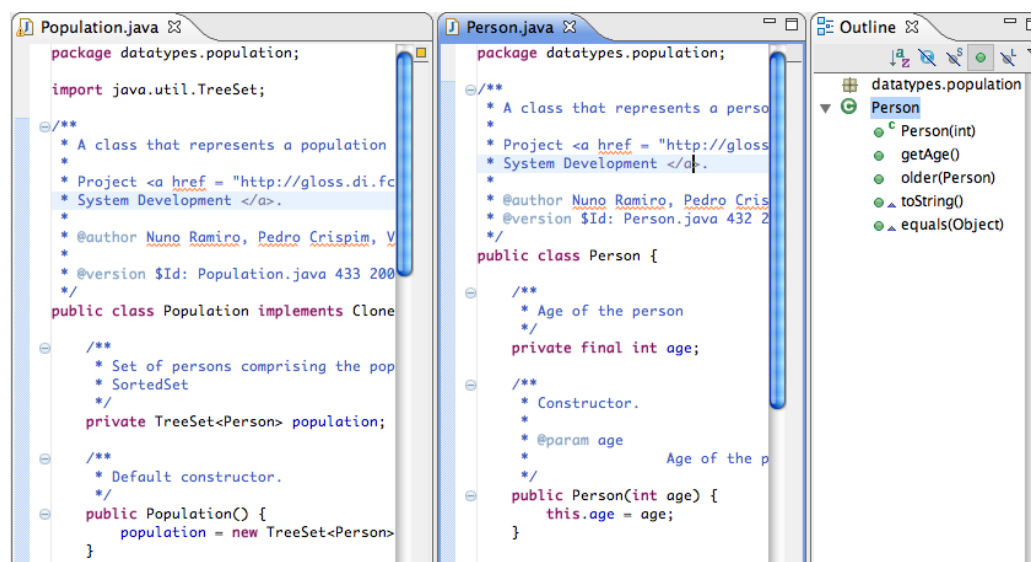 Population.java
package datatypes.population;
import java.util.TreeSet;
/**
* A class that represents a population
*
* Project <a href = "http://gloss.di.fc
* System Development </a>.
*
* @author Nuno Ramiro, Pedro Crispim, V
*
* @version $Id: Population.java 433 200
*/
public class Population implements Clone
/**
* Set of persons comprising the pop
* SortedSet
*/
private TreeSet<Person> population;
/**
* Default constructor.
*/
public Population() {
population = new TreeSet<Person>
}
Person.java
package datatypes.population;
/**
* A class that represents a perso
*
* Project <a href = "http://gloss
* System Development </a>.
*
* @author Nuno Ramiro, Pedro Cris
* @version $Id: Person.java 432 2
*/
public class Person {
/**
* Age of the person
*/
private final int age;
/**
* Constructor.
*
* @param age
* Age of the p
*/
public Person(int age) {
this.age = age;
}
Outline
datatypes.population
Person
Person(int)
getAge()
older(Person)
toString()
equals(Object)